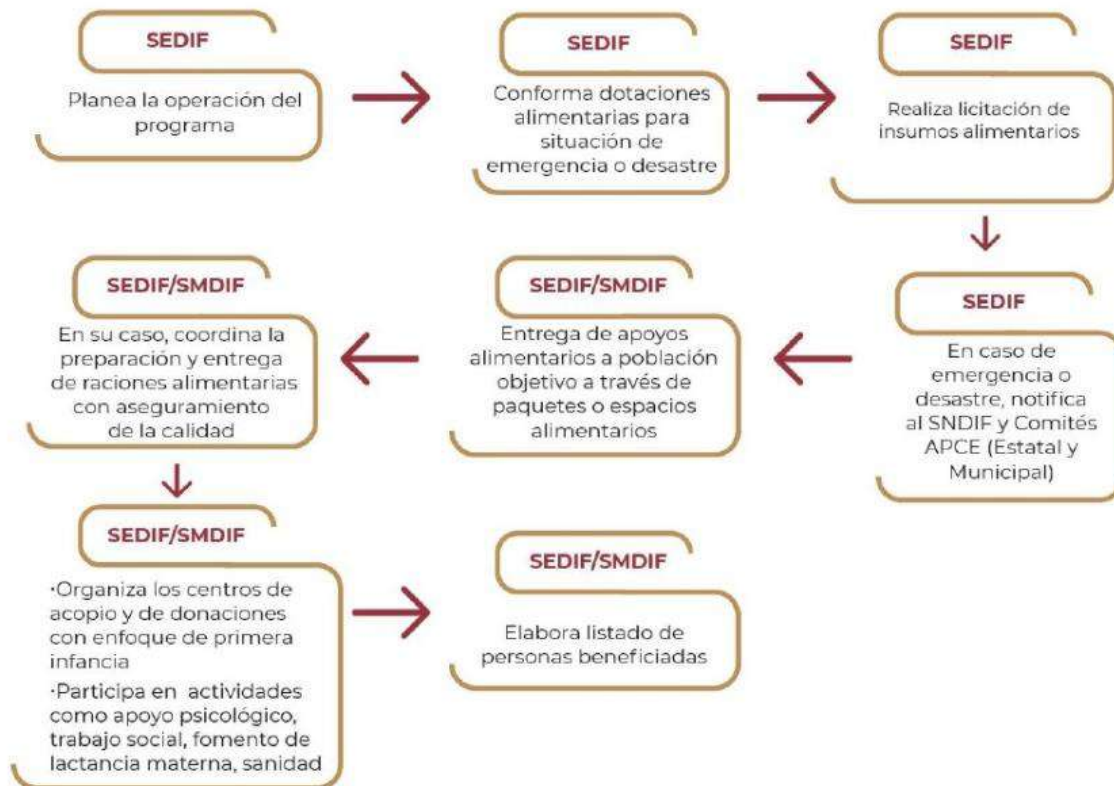 SEDIF
Planea la operación del
programa
SEDIF
Conforma dotaciones
alimentarias para
situación de
emergencia o desastre
SEDIF
Realiza licitación de
insumos alimentarios
SEDIF
En caso de
emergencia o
desastre, notifica
al SNDIF y Comités
APCE (Estatal y
Municipal)
SEDIF/SMDIF
Entrega de apoyos
alimentarios a población
objetivo a través de
paquetes o espacios
alimentarios
SEDIF/SMDIF
En su caso, coordina la
preparación y entrega
de raciones alimentarias
con aseguramiento
de la calidad
SEDIF/SMDIF
·Organiza los centros de
acopio y de donaciones
con enfoque de primera
infancia
·Participa en actividades
como apoyo psicológico,
trabajo social, fomento de
lactancia materna, sanidad
SEDIF/SMDIF
Elabora listado de
personas beneficiadas